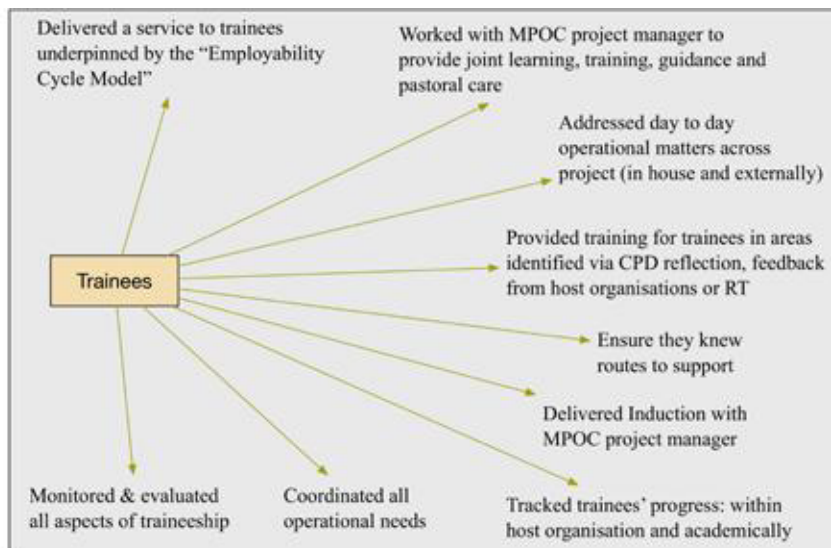 Delivered a service to trainees
underpinned by the “Employability
Cycle Model”
Worked with MPOC project manager to
provide joint learning, training, guidance and
pastoral care
Addressed day to day
operational matters across
project (in house and externally)
Provided training for trainees in areas
identified via CPD reflection, feedback
from host organisations or RT
Trainees
Ensure they knew
routes to support
Delivered Induction with
MPOC project manager
Monitored & evaluated
all aspects of traineeship
Coordinated all
operational needs
Tracked trainees’ progress: within
host organisation and academically